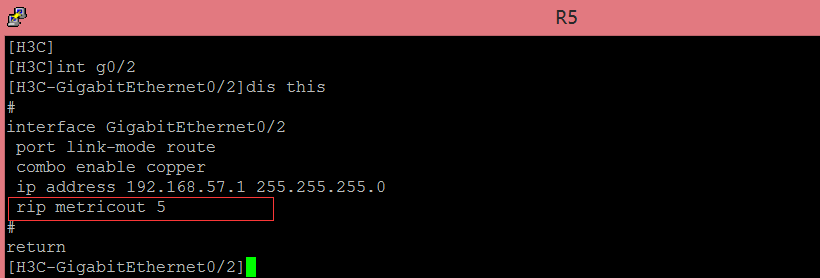 R5
[H3C]
[H3C]int g0/2
[H3C-GigabitEthernet0/2]dis this
#
interface GigabitEthernet0/2
 port link-mode route
 combo enable copper
 ip address 192.168.57.1 255.255.255.0
 rip metricout 5
#
return
[H3C-GigabitEthernet0/2]